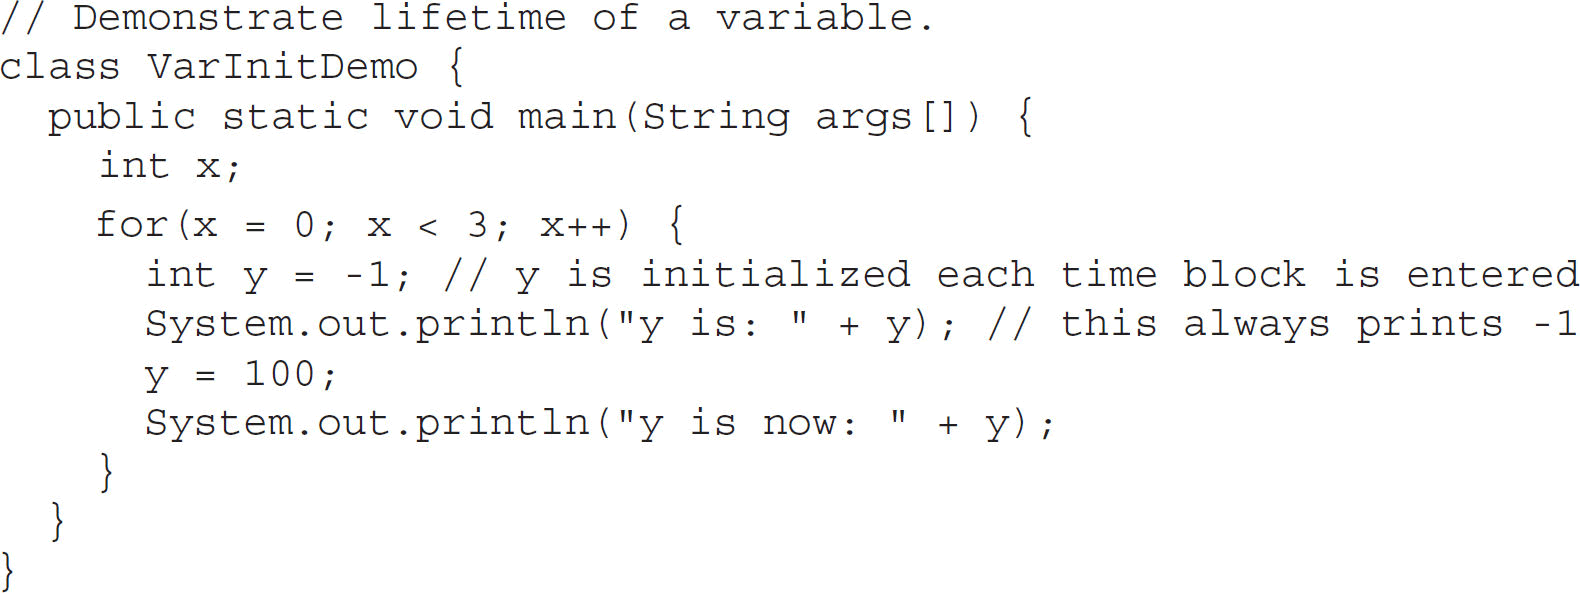 // Demonstrate lifetime of a variable.
class VarInitDemo {
  public static void main(String args[]) {
    int x;
    for(x = 0; x < 3; x++) {
      int y = -1; // y is initialized each time block is entered
      System.out.println("y is: " + y); // this always prints -1
      y = 100;
      System.out.println("y is now: " + y);
    }
  }
}